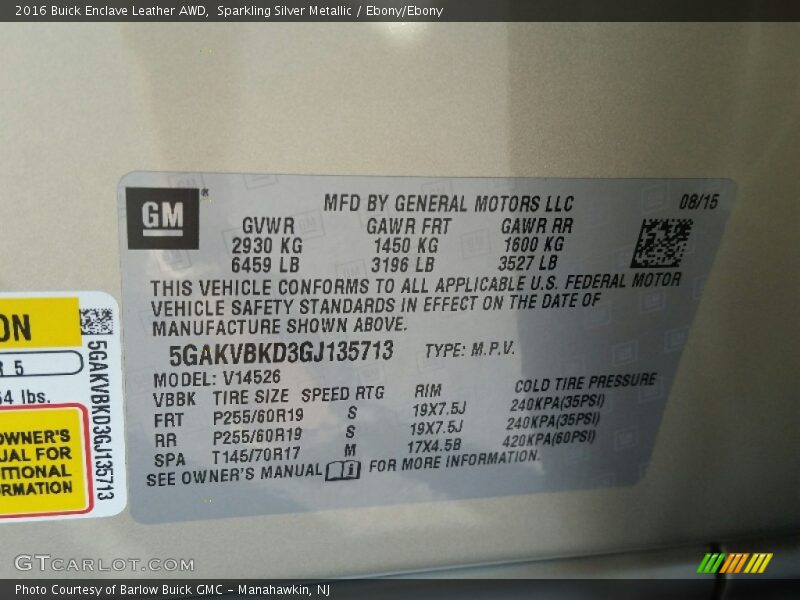 2016 Buick Enclave Leather AWD,  Sparkling Silver Metallic / Ebony/Ebony
GM
MFD BY GENERAL MOTORS LLC
08/15
GVWR GAWR FRT GAWR RR
2930 KG 1450 KG 1600 KG
6459 LB 3196 LB 3527 LB
THIS VEHICLE CONFORMS TO ALL APPLICABLE U.S. FEDERAL MOTOR
VEHICLE SAFETY STANDARDS IN EFFECT ON THE DATE OF
MANUFACTURE SHOWN ABOVE.
5GAKVBKD3GJ135713 TYPE: M.P.V.
MODEL: V14526
VBBK TIRE SIZE SPEED RTG RIM COLD TIRE PRESSURE
FRT P255/60R19 S 19X7.5J 240KPA(35PSI)
RR P255/60R19 S 19X7.5J 240KPA(35PSI)
SPA T145/70R17 M 17X4.5B 420KPA(60PSI)
SEE OWNER'S MANUAL FOR MORE INFORMATION.
ON
R 5
54 lbs.
OWNER'S
UAL FOR
ITIONAL
RMATION
5GAKVBKD3GJ135713
GTCARLOT.COM
Photo Courtesy of Barlow Buick GMC - Manahawkin, NJ